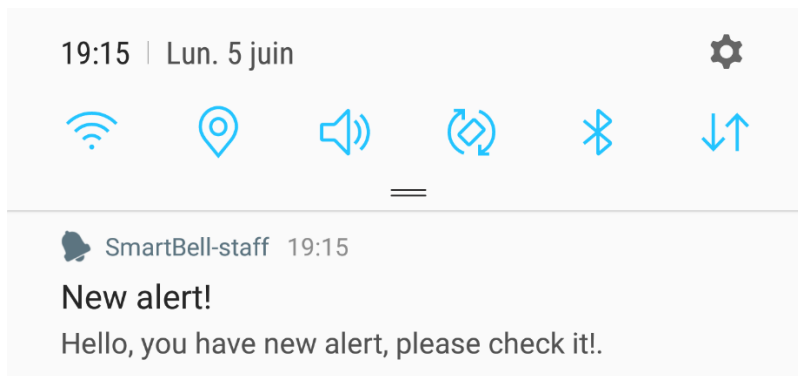 19:15 | Lun. 5 juin
SmartBell-staff 19:15
New alert!
Hello, you have new alert, please check it!.